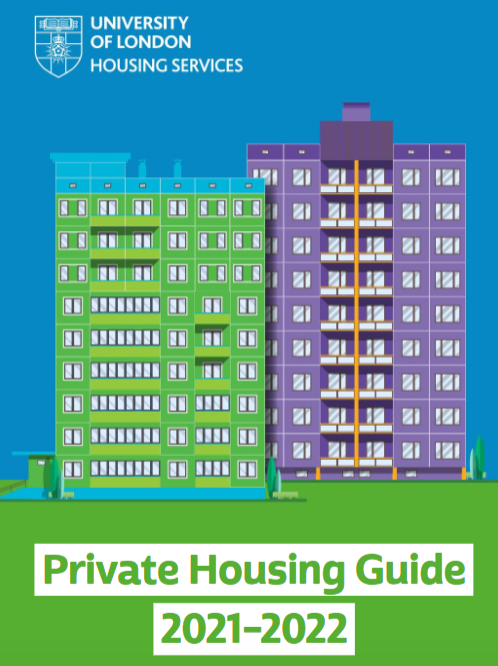 UNIVERSITY
OF LONDON
HOUSING SERVICES
Private Housing Guide
2021–2022